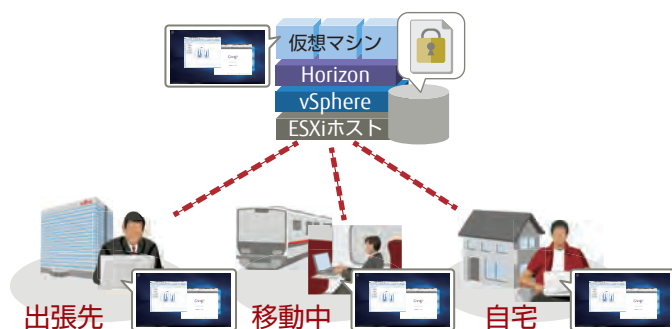 仮想マシン
Horizon
vSphere
ESXiホスト
出張先
移動中
自宅